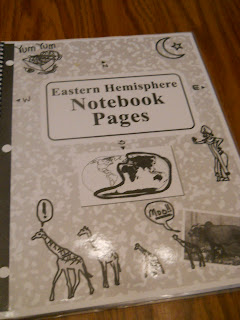 Yum Yum
Eastern Hemisphere
Notebook
Pages
W
E
!
Moo!